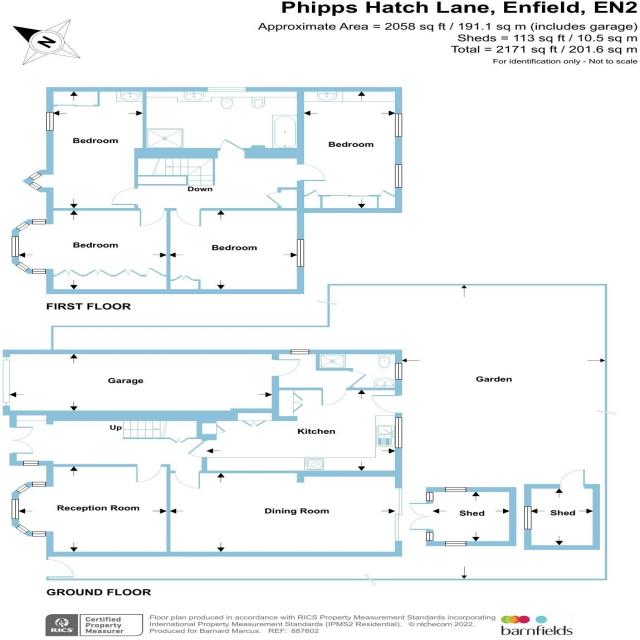 Phipps Hatch Lane, Enfield, EN2
Approximate Area = 2058 sq ft / 191.1 sq m (includes garage)
Sheds = 113 sq ft / 10.5 sq m
Total = 2171 sq ft / 201.6 sq m
For identification only - Not to scale
N
Bedroom
Bedroom
Down
Bedroom
Bedroom
FIRST FLOOR
Garage
Garden
Up
Kitchen
Reception Room
Dining Room
Shed
Shed
GROUND FLOOR
RICS
Certified
Property
Measurer
Floor plan produced in accordance with RICS Property Measurement Standards incorporating
International Property Measurement Standards (IPMS2 Residential). © nichecom 2022.
Produced for Barnard Marcus. REF: 887602
barnfields